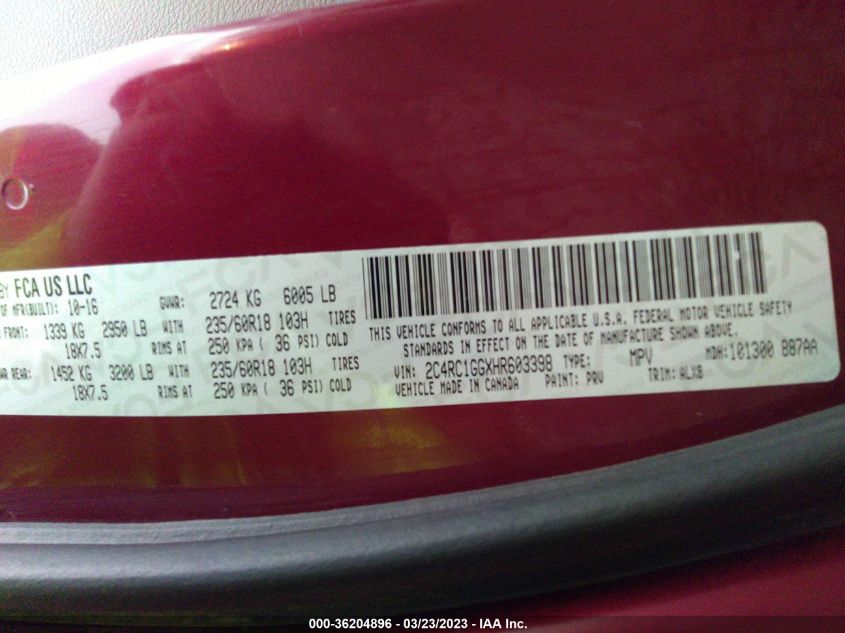 BY FCA US LLC
OF MFR(BUILT): 10-16 GVWR: 2724 KG 6005 LB
FRONT: 1339 KG 2950 LB WITH 235/60R18 103H TIRES
18X7.5 RIMS AT 250 KPA ( 36 PSI) COLD
WR REAR: 1452 KG 3200 LB WITH 235/60R18 103H TIRES
18X7.5 RIMS AT 250 KPA ( 36 PSI) COLD
THIS VEHICLE CONFORMS TO ALL APPLICABLE U.S.A. FEDERAL MOTOR VEHICLE SAFETY
STANDARDS IN EFFECT ON THE DATE OF MANUFACTURE SHOWN ABOVE.
VIN: 2C4RC1GGXHR603398 TYPE: MPV MDH:101300 887AA
VEHICLE MADE IN CANADA PAINT: PRV TRIM: ALX8
000-36204896 - 03/23/2023 - IAA Inc.